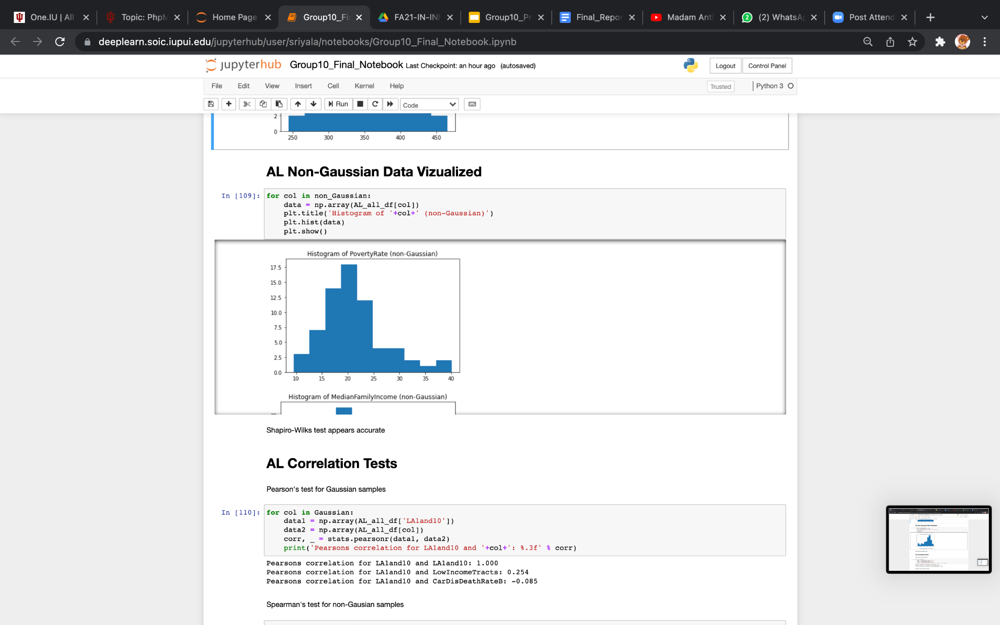 One.IU | All
Topic: PhpM
Home Page
Group10_Fi
FA21-IN-INF
Group10_Pr
Final_Repor
Madam Ant
(2) WhatsA
Post Attend
deeplearn.soic.iupui.edu/jupyterhub/user/sriyala/notebooks/Group10_Final_Notebook.ipynb
jupyterhub Group10_Final_Notebook Last Checkpoint: an hour ago (autosaved)
Logout
Control Panel
File Edit View Insert Cell Kernel Help
Trusted
Python 3
Run
Code
2
0
250 300 350 400 450
AL Non-Gaussian Data Vizualized
In [109]:
for col in non_Gaussian:
    data = np.array(AL_all_df[col])
    plt.title('Histogram of '+col+' (non-Gaussian)')
    plt.hist(data)
    plt.show()
Histogram of PovertyRate (non-Gaussian)
17.5
15.0
12.5
10.0
7.5
5.0
2.5
0.0
10 15 20 25 30 35 40
Histogram of MedianFamilyIncome (non-Gaussian)
Shapiro-Wilks test appears accurate
AL Correlation Tests
Pearson's test for Gaussian samples
In [110]:
for col in Gaussian:
    data1 = np.array(AL_all_df['LA1and10'])
    data2 = np.array(AL_all_df[col])
    corr, _ = stats.pearsonr(data1, data2)
    print('Pearsons correlation for LA1and10 and '+col+': %.3f' % corr)
Pearsons correlation for LA1and10 and LA1and10: 1.000
Pearsons correlation for LA1and10 and LowIncomeTracts: 0.254
Pearsons correlation for LA1and10 and CarDisDeathRateB: -0.085
Spearman's test for non-Gausian samples